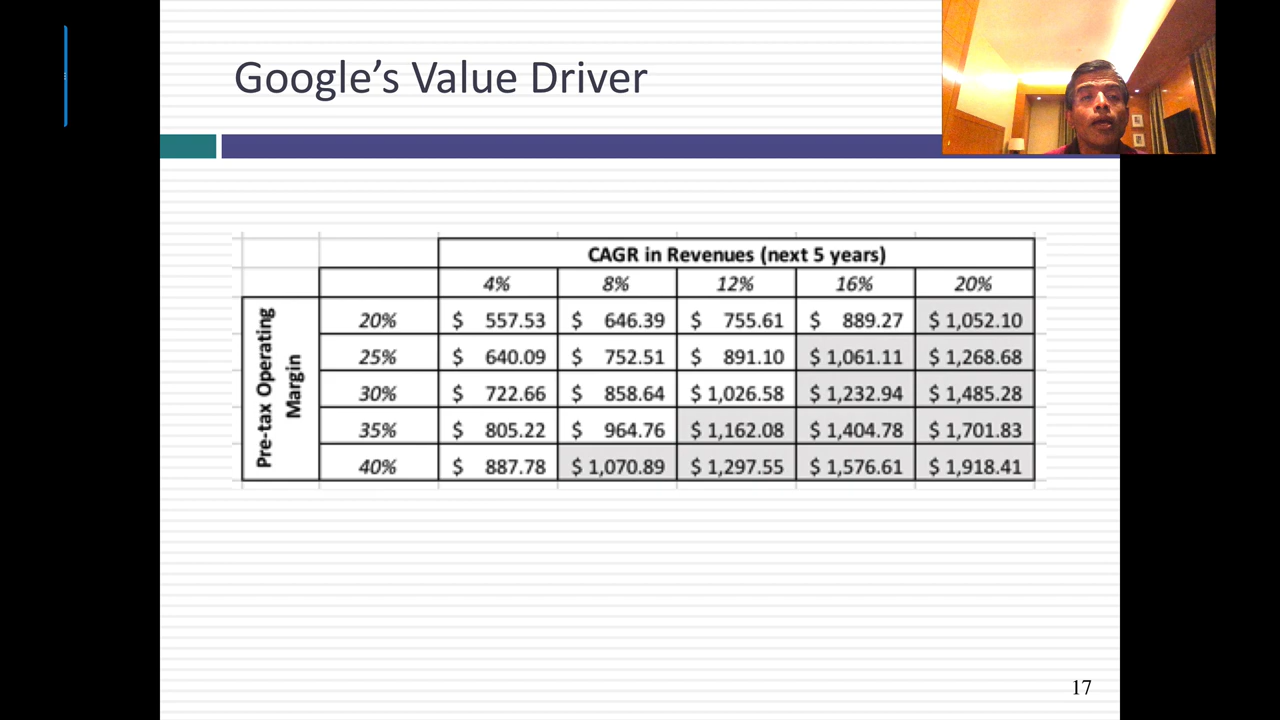 Google’s Value Driver
CAGR in Revenues (next 5 years)
4% 8% 12% 16% 20%
Pre-tax Operating
Margin
20% $ 557.53 $ 646.39 $ 755.61 $ 889.27 $ 1,052.10
25% $ 640.09 $ 752.51 $ 891.10 $ 1,061.11 $ 1,268.68
30% $ 722.66 $ 858.64 $ 1,026.58 $ 1,232.94 $ 1,485.28
35% $ 805.22 $ 964.76 $ 1,162.08 $ 1,404.78 $ 1,701.83
40% $ 887.78 $ 1,070.89 $ 1,297.55 $ 1,576.61 $ 1,918.41
17